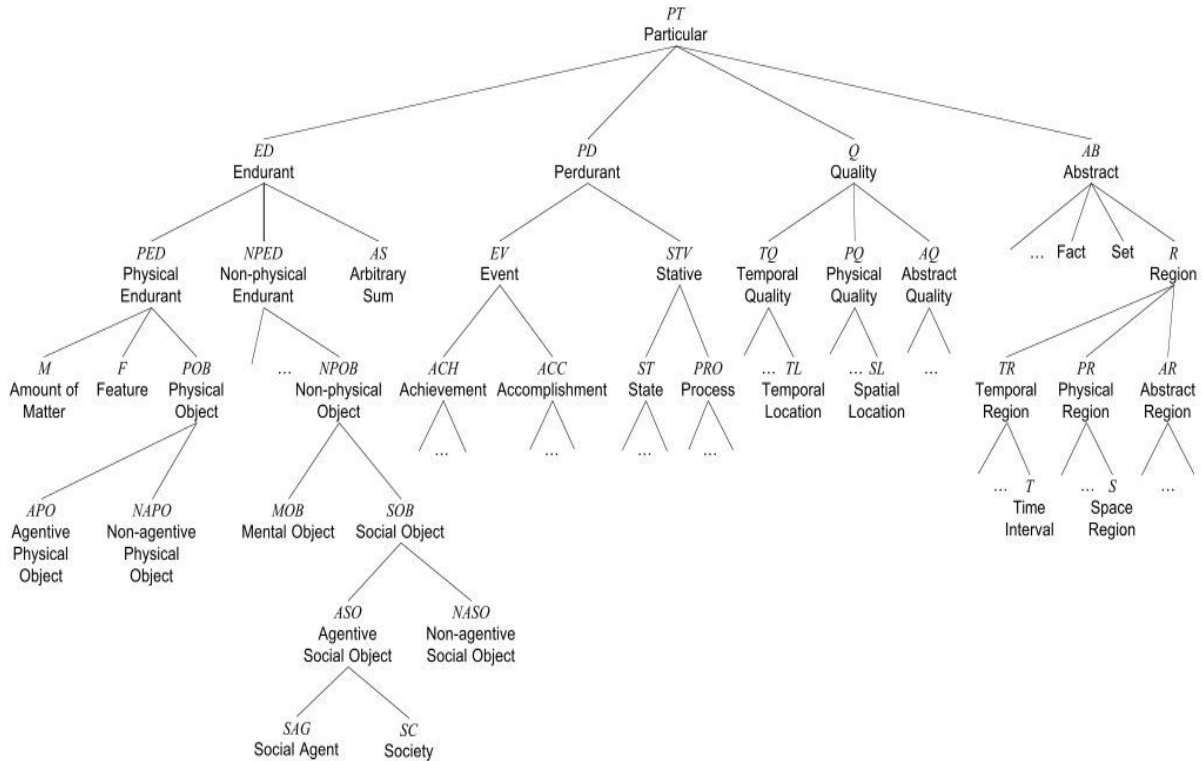 PT
Particular
ED
Endurant
PD
Perdurant
Q
Quality
AB
Abstract
PED
Physical
Endurant
NPED
Non-physical
Endurant
AS
Arbitrary
Sum
EV
Event
STV
Stative
TQ
Temporal
Quality
PQ
Physical
Quality
AQ
Abstract
Quality
... Fact
Set
R
Region
M
Amount of
Matter
F
Feature
POB
Physical
Object
... NPOB
Non-physical
Object
ACH
Achievement
ACC
Accomplishment
ST
State
PRO
Process
... TL
Temporal
Location
... SL
Spatial
Location
...
TR
Temporal
Region
PR
Physical
Region
AR
Abstract
Region
...
...
...
...
APO
Agentive
Physical
Object
NAPO
Non-agentive
Physical
Object
MOB
Mental Object
SOB
Social Object
... T
Time
Interval
... S
Space
Region
...
ASO
Agentive
Social Object
NASO
Non-agentive
Social Object
SAG
Social Agent
SC
Society